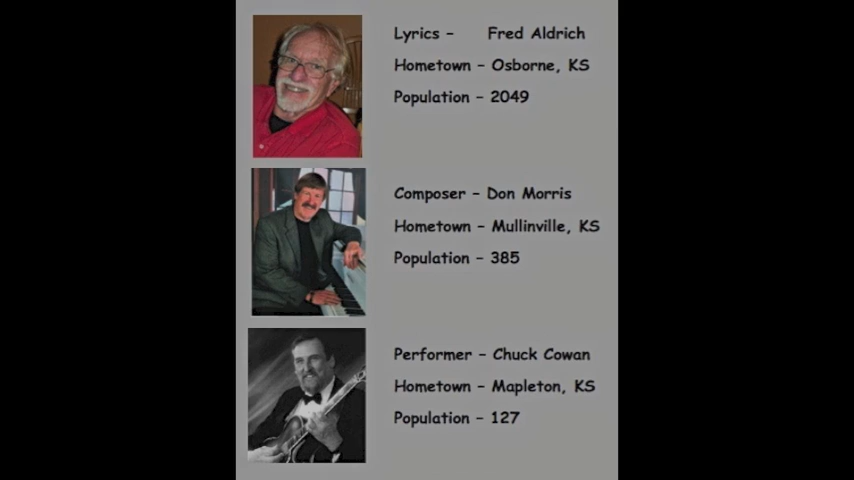 Lyrics – Fred Aldrich
Hometown – Osborne, KS
Population – 2049
Composer – Don Morris
Hometown – Mullinville, KS
Population – 385
Performer – Chuck Cowan
Hometown – Mapleton, KS
Population – 127